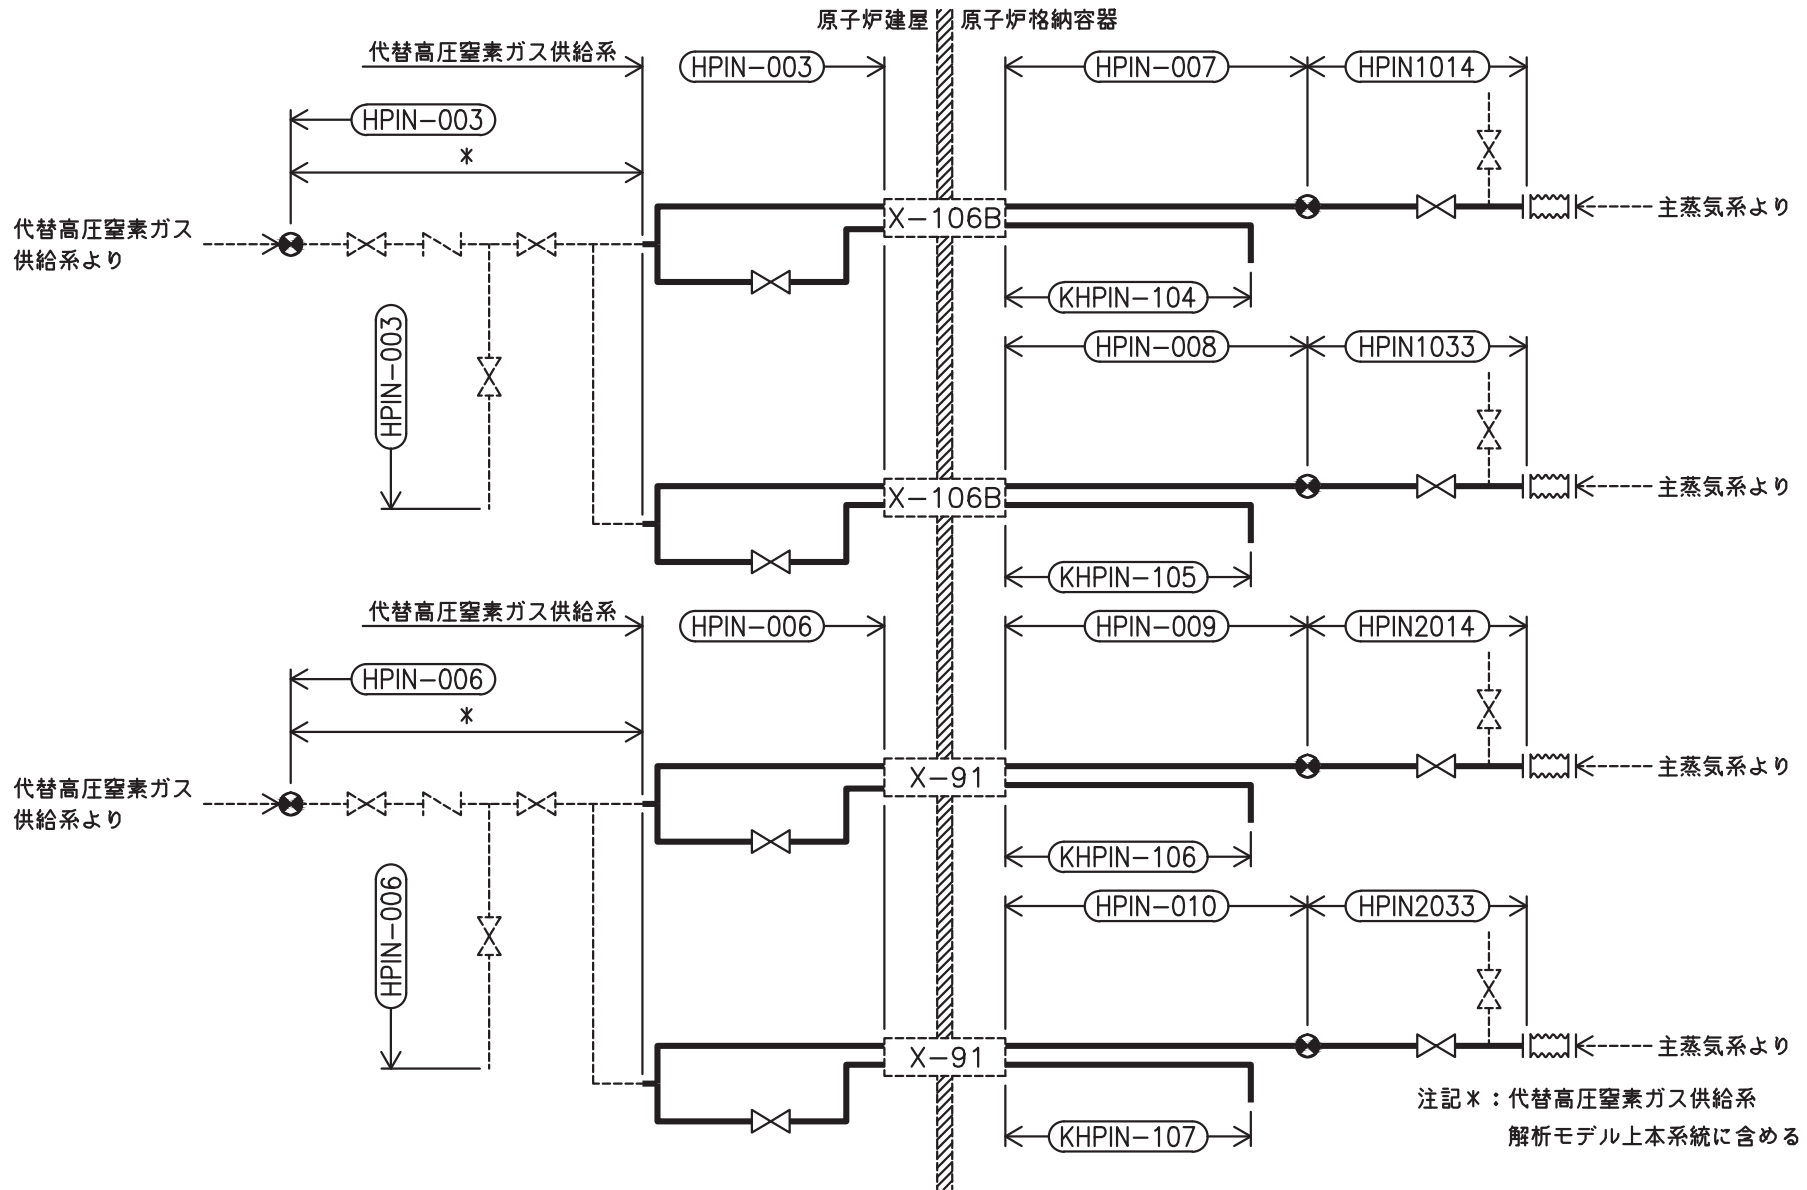 原子炉建屋
原子炉格納容器
代替高圧窒素ガス供給系
HPIN-003
HPIN-007
HPIN1014
HPIN-003
*
X-106B
主蒸気系より
代替高圧窒素ガス
供給系より
KHPIN-104
HPIN-003
HPIN-008
HPIN1033
X-106B
主蒸気系より
KHPIN-105
代替高圧窒素ガス供給系
HPIN-006
HPIN-009
HPIN2014
HPIN-006
*
X-91
主蒸気系より
代替高圧窒素ガス
供給系より
KHPIN-106
HPIN-006
HPIN-010
HPIN2033
X-91
主蒸気系より
KHPIN-107
注記*：代替高圧窒素ガス供給系
解析モデル上本系統に含める